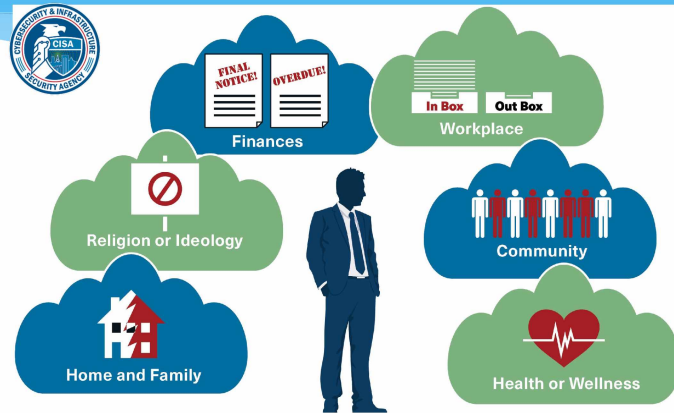 CYBERSECURITY & INFRASTRUCTURE
SECURITY AGENCY
CISA
FINAL
NOTICE!
OVERDUE!
Finances
In Box
Out Box
Workplace
Religion or Ideology
Community
Home and Family
Health or Wellness